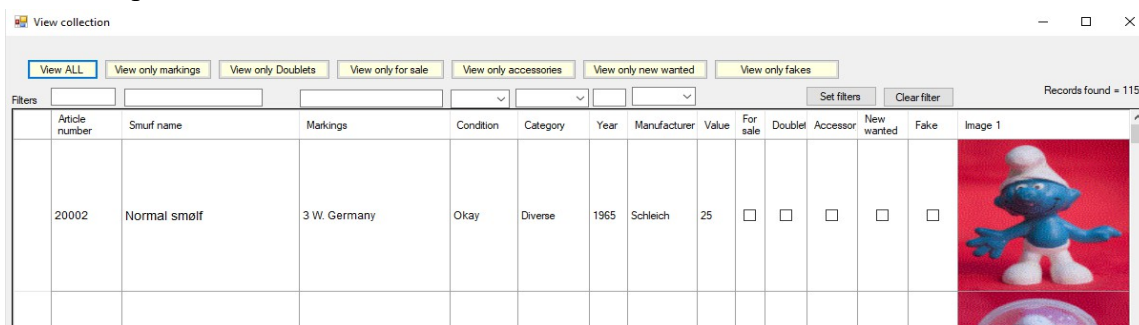 View collection
View ALL View only markings View only Doublets View only for sale View only accessories View only new wanted View only fakes
Filters Set filters Clear filter Records found = 115
Article number Smurf name Markings Condition Category Year Manufacturer Value For sale Doublet Accessor New wanted Fake Image 1
20002 Normal smølf 3 W. Germany Okay Diverse 1965 Schleich 25